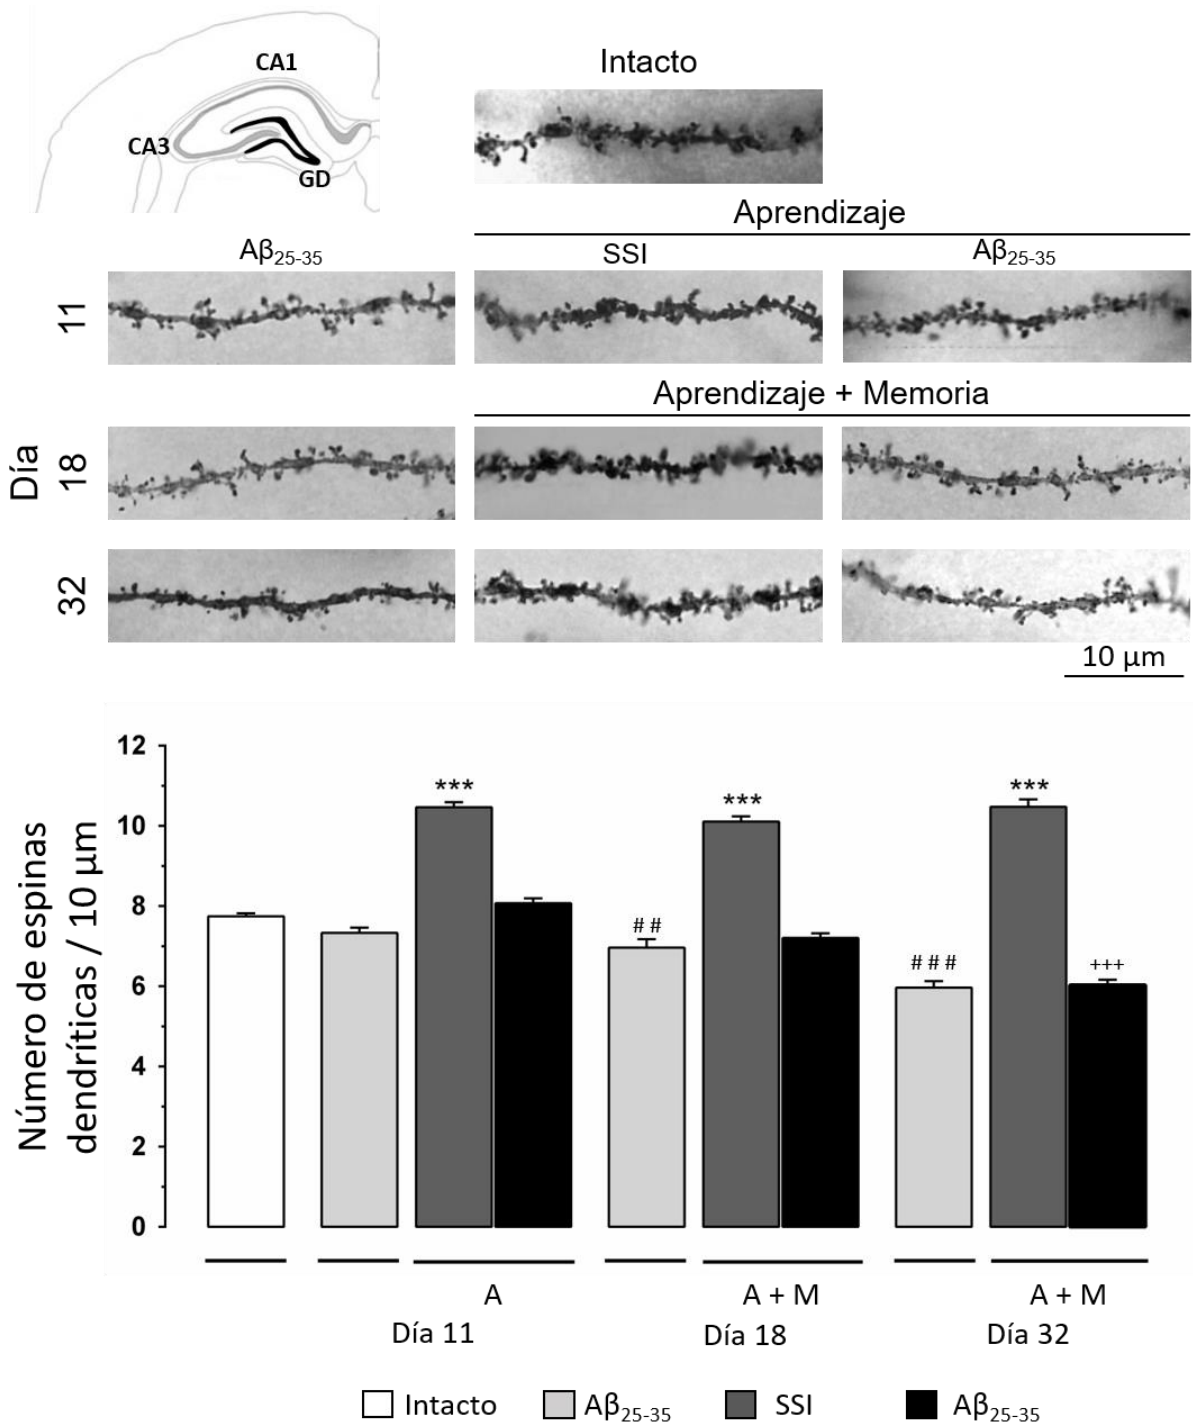 CA1
CA3
GD
Intacto
Aprendizaje
Aβ25-35
SSI
Aβ25-35
11
Aprendizaje + Memoria
Día
18
32
10 μm
Número de espinas
dendríticas / 10 μm
12
10
8
6
4
2
0
***
# #
***
# # #
***
+++
A
A + M
A + M
Día 11
Día 18
Día 32
Intacto
Aβ25-35
SSI
Aβ25-35